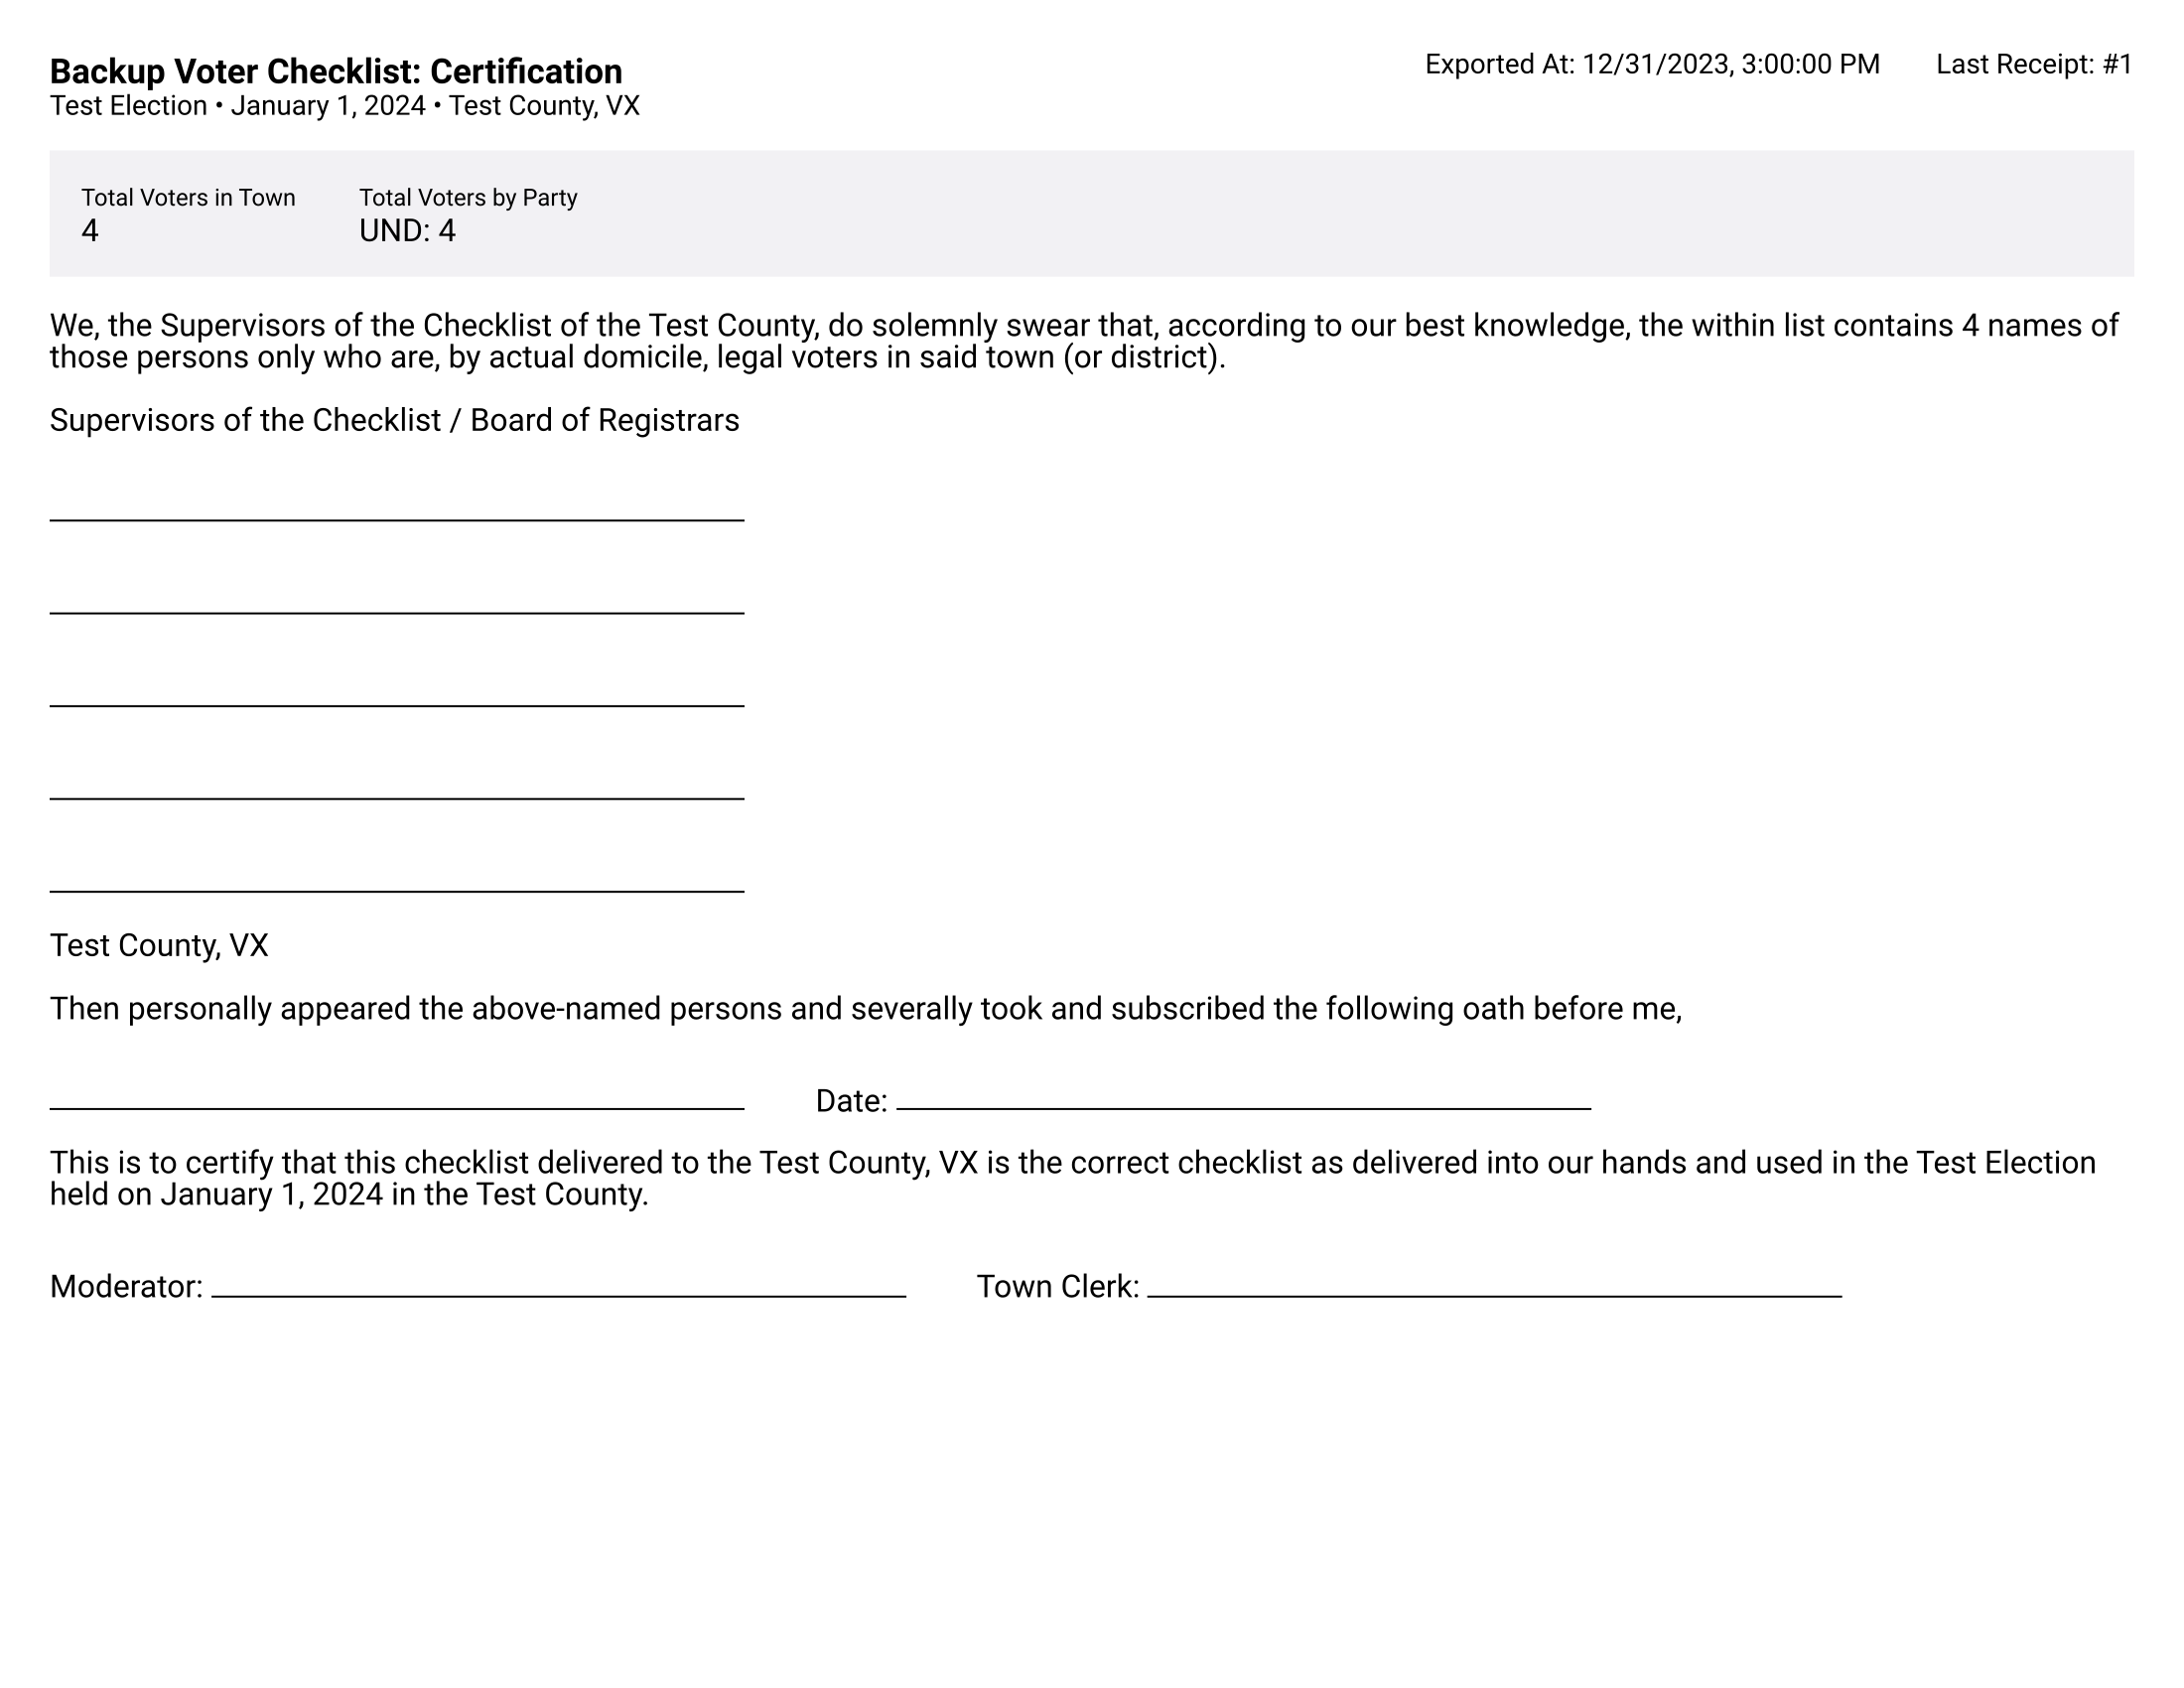 Backup Voter Checklist: Certification
Exported At: 12/31/2023, 3:00:00 PM Last Receipt: #1
Test Election • January 1, 2024 • Test County, VX
Total Voters in Town Total Voters by Party
4 UND: 4
We, the Supervisors of the Checklist of the Test County, do solemnly swear that, according to our best knowledge, the within list contains 4 names of
those persons only who are, by actual domicile, legal voters in said town (or district).
Supervisors of the Checklist / Board of Registrars
Test County, VX
Then personally appeared the above-named persons and severally took and subscribed the following oath before me,
Date:
This is to certify that this checklist delivered to the Test County, VX is the correct checklist as delivered into our hands and used in the Test Election
held on January 1, 2024 in the Test County.
Moderator: Town Clerk: